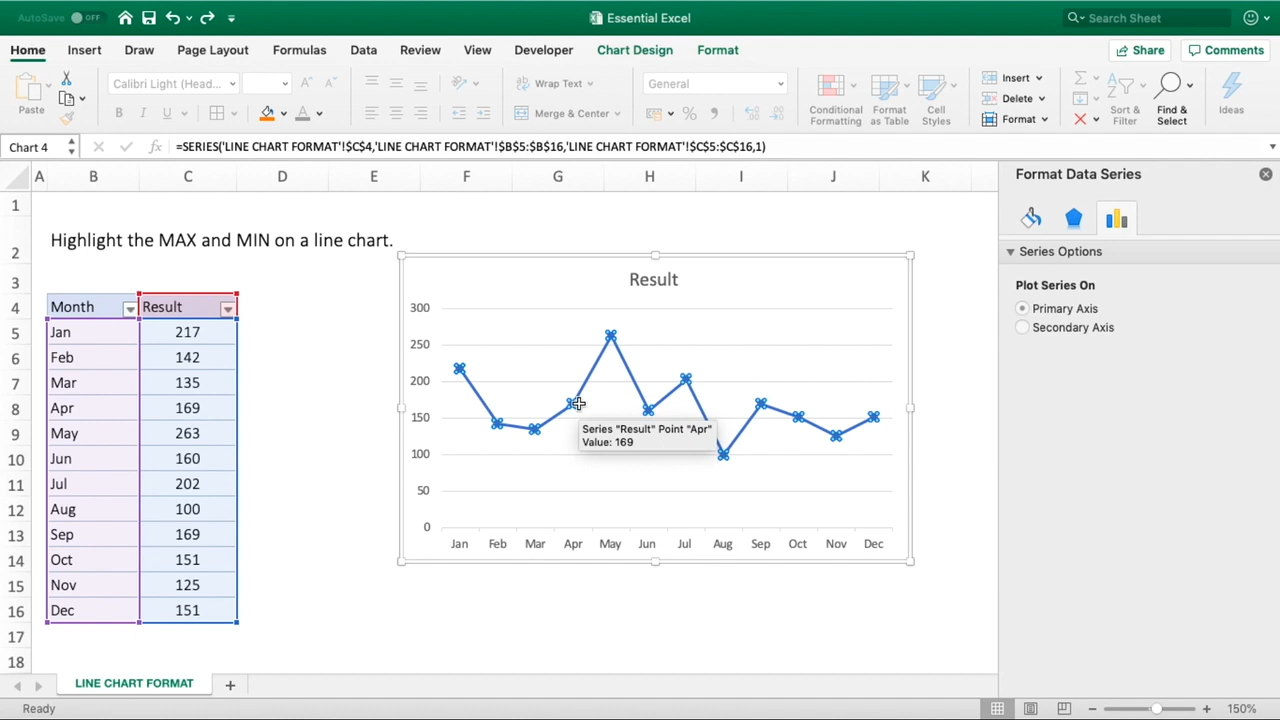 AutoSave OFF Essential Excel Search Sheet
Home Insert Draw Page Layout Formulas Data Review View Developer Chart Design Format Share Comments
Paste Calibri Light (Head... B I U A Wrap Text Merge & Center General % Conditional Formatting Format as Table Cell Styles Insert Delete Format Sort & Filter Find & Select Ideas
Chart 4 fx =SERIES('LINE CHART FORMAT'!$C$4,'LINE CHART FORMAT'!$B$5:$B$16,'LINE CHART FORMAT'!$C$5:$C$16,1)
A B C D E F G H I J K
1
2 Highlight the MAX and MIN on a line chart.
3
4 Month Result
5 Jan 217
6 Feb 142
7 Mar 135
8 Apr 169
9 May 263
10 Jun 160
11 Jul 202
12 Aug 100
13 Sep 169
14 Oct 151
15 Nov 125
16 Dec 151
17
18
Result
300
250
200
150
100
50
0
Jan Feb Mar Apr May Jun Jul Aug Sep Oct Nov Dec
Series "Result" Point "Apr"
Value: 169
Format Data Series
Series Options
Plot Series On
Primary Axis
Secondary Axis
LINE CHART FORMAT
Ready 150%